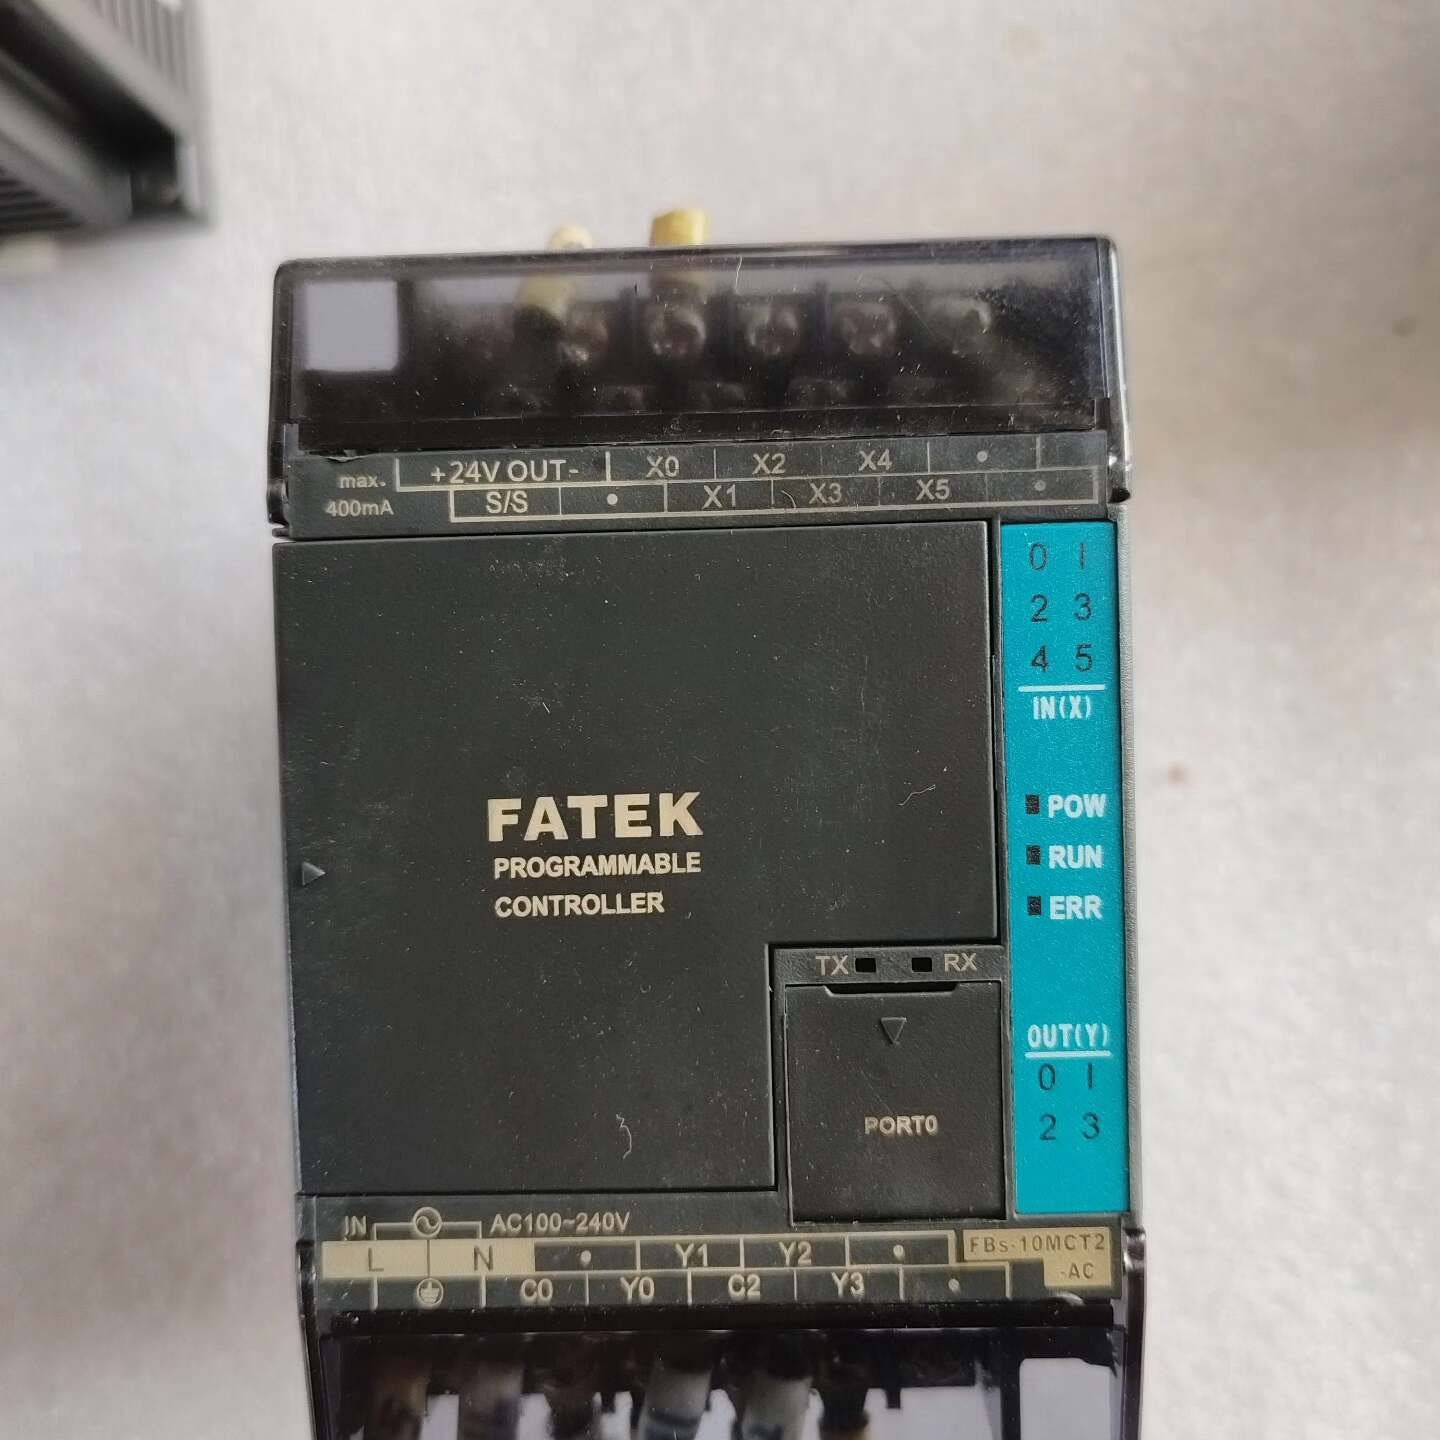 +24V OUT- X0 X2 X4
max.
400mA
S/S X1 X3 X5
0 1
2 3
4 5
IN(X)
POW
RUN
ERR
FATEK
PROGRAMMABLE
CONTROLLER
TX RX
PORT0
OUT(Y)
0 1
2 3
IN AC100~240V
L N Y1 Y2
C0 Y0 C2 Y3
FBs-10MCT2
-AC